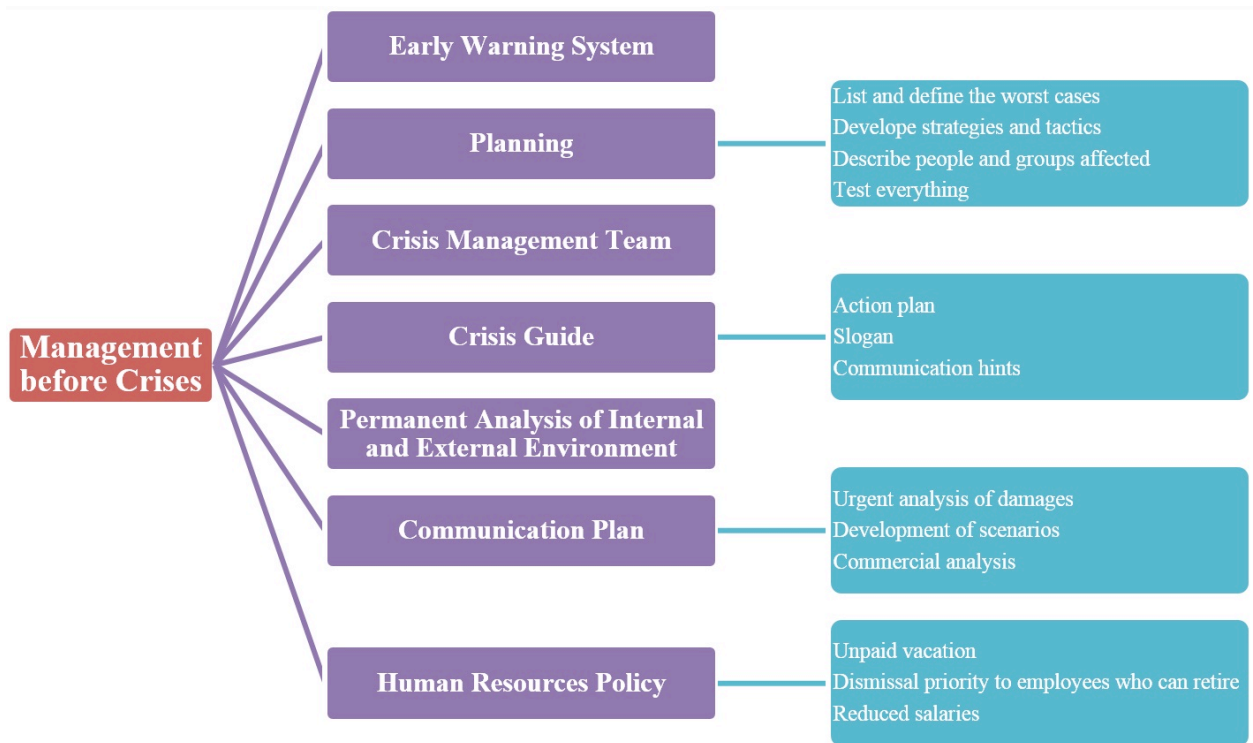 Management
before Crises
Early Warning System
Planning
List and define the worst cases
Develope strategies and tactics
Describe people and groups affected
Test everything
Crisis Management Team
Crisis Guide
Action plan
Slogan
Communication hints
Permanent Analysis of Internal
and External Environment
Communication Plan
Urgent analysis of damages
Development of scenarios
Commercial analysis
Human Resources Policy
Unpaid vacation
Dismissal priority to employees who can retire
Reduced salaries